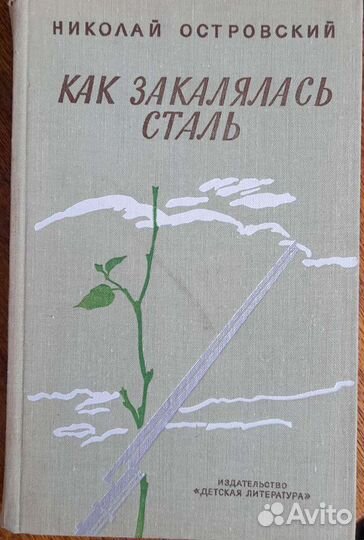 НИКОЛАЙ ОСТРОВСКИЙ
КАК ЗАКАЛЯЛАСЬ
СТАЛЬ
ИЗДАТЕЛЬСТВО
«ДЕТСКАЯ ЛИТЕРАТУРА»
Avito